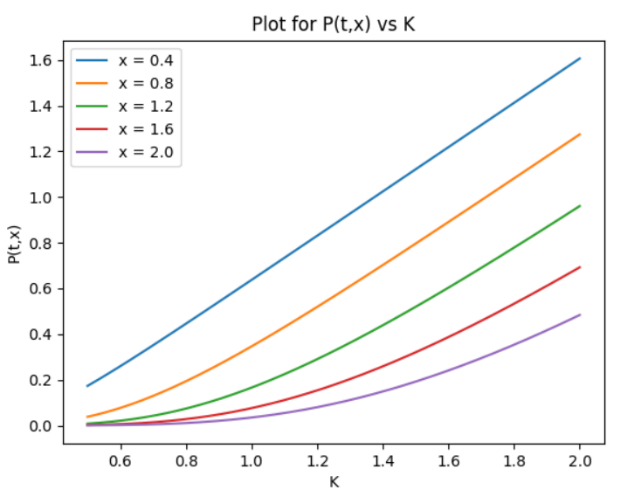 Plot for P(t,x) vs K
x = 0.4
x = 0.8
x = 1.2
x = 1.6
x = 2.0
P(t,x)
1.6
1.4
1.2
1.0
0.8
0.6
0.4
0.2
0.0
0.6 0.8 1.0 1.2 1.4 1.6 1.8 2.0
K